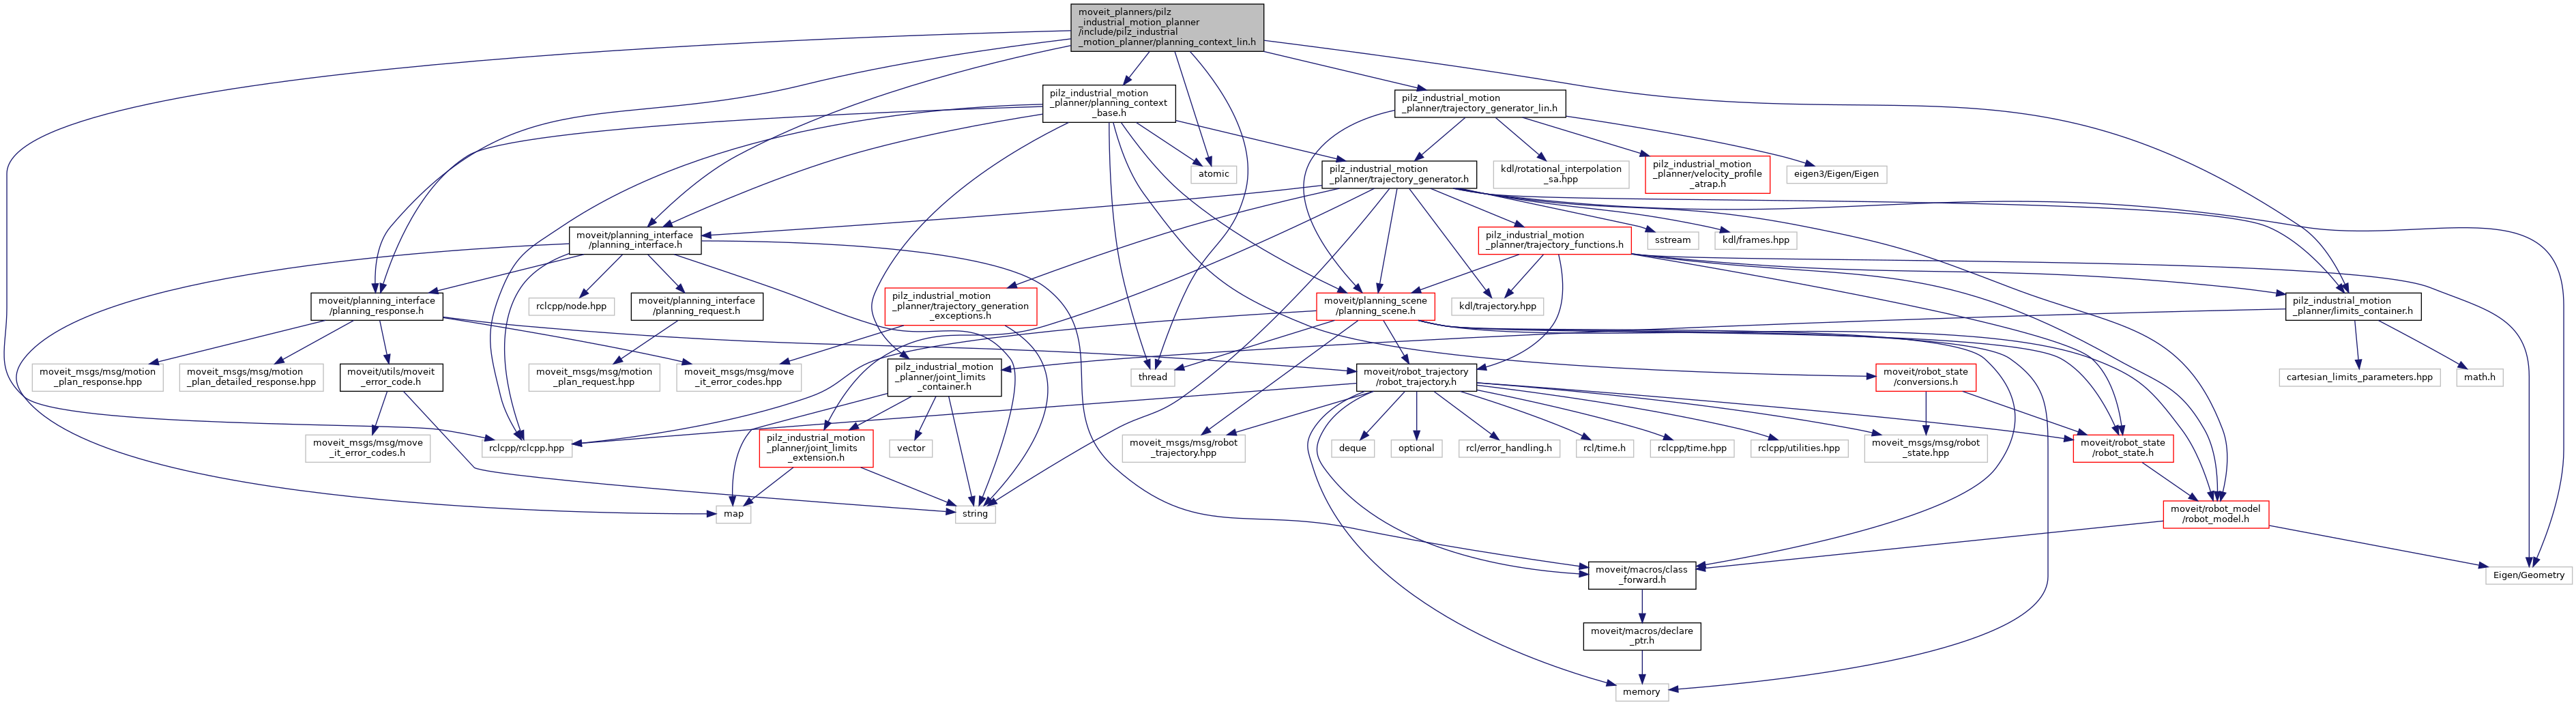 moveit_planners/pilz
_industrial_motion_planner
/include/pilz_industrial
_motion_planner/planning_context_lin.h
pilz_industrial_motion
_planner/planning_context
_base.h
pilz_industrial_motion
_planner/trajectory_generator_lin.h
atomic
pilz_industrial_motion
_planner/trajectory_generator.h
kdl/rotational_interpolation
_sa.hpp
pilz_industrial_motion
_planner/velocity_profile
_atrap.h
eigen3/Eigen/Eigen
moveit/planning_interface
/planning_interface.h
pilz_industrial_motion
_planner/trajectory_functions.h
sstream
kdl/frames.hpp
moveit/planning_interface
/planning_response.h
rclcpp/node.hpp
moveit/planning_interface
/planning_request.h
pilz_industrial_motion
_planner/trajectory_generation
_exceptions.h
moveit/planning_scene
/planning_scene.h
kdl/trajectory.hpp
pilz_industrial_motion
_planner/limits_container.h
moveit_msgs/msg/motion
_plan_response.hpp
moveit_msgs/msg/motion
_plan_detailed_response.hpp
moveit/utils/moveit
_error_code.h
moveit_msgs/msg/motion
_plan_request.hpp
moveit_msgs/msg/move
_it_error_codes.hpp
pilz_industrial_motion
_planner/joint_limits
_container.h
thread
moveit/robot_trajectory
/robot_trajectory.h
moveit/robot_state
/conversions.h
cartesian_limits_parameters.hpp
math.h
moveit_msgs/msg/move
_it_error_codes.h
rclcpp/rclcpp.hpp
pilz_industrial_motion
_planner/joint_limits
_extension.h
vector
moveit_msgs/msg/robot
_trajectory.hpp
deque
optional
rcl/error_handling.h
rcl/time.h
rclcpp/time.hpp
rclcpp/utilities.hpp
moveit_msgs/msg/robot
_state.hpp
moveit/robot_state
/robot_state.h
map
string
moveit/robot_model
/robot_model.h
moveit/macros/class
_forward.h
Eigen/Geometry
moveit/macros/declare
_ptr.h
memory